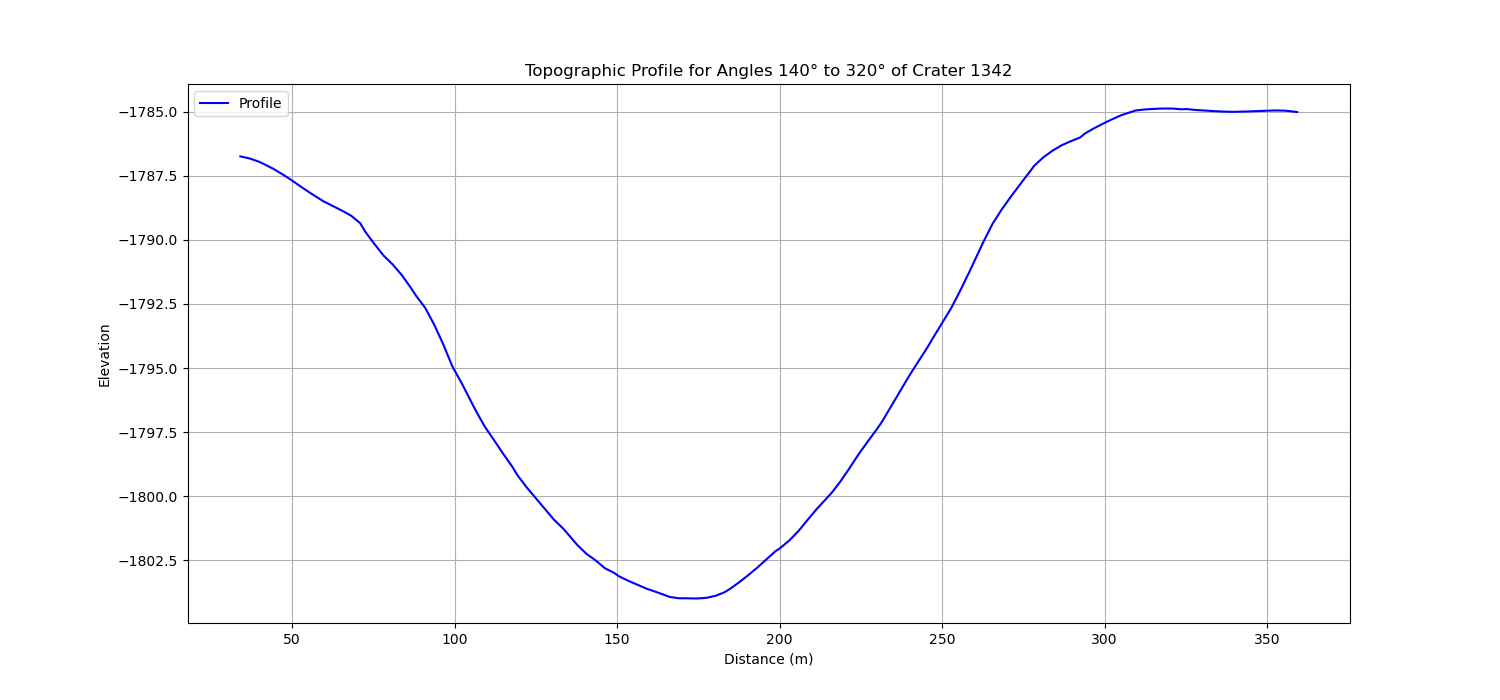 Topographic Profile for Angles 140° to 320° of Crater 1342
Profile
−1785.0
−1787.5
−1790.0
−1792.5
−1795.0
−1797.5
−1800.0
−1802.5
Elevation
50 100 150 200 250 300 350
Distance (m)